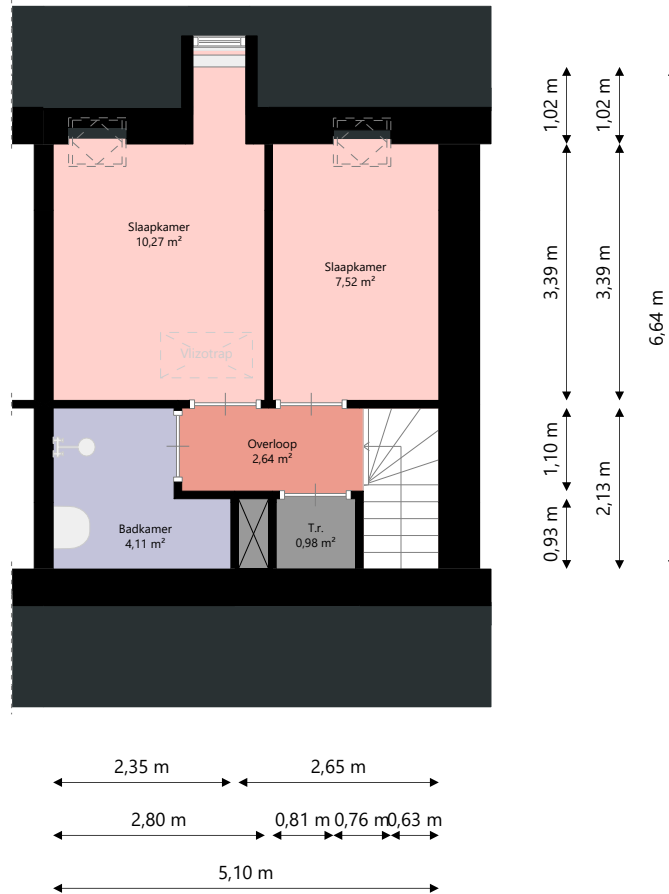 1,02 m
1,02 m
Slaapkamer
10,27 m²
Slaapkamer
7,52 m²
3,39 m
3,39 m
6,64 m
Vlizotrap
Overloop
2,64 m²
1,10 m
2,13 m
Badkamer
4,11 m²
T.r.
0,98 m²
0,93 m
2,35 m
2,65 m
2,80 m
0,81 m
0,76 m
0,63 m
5,10 m